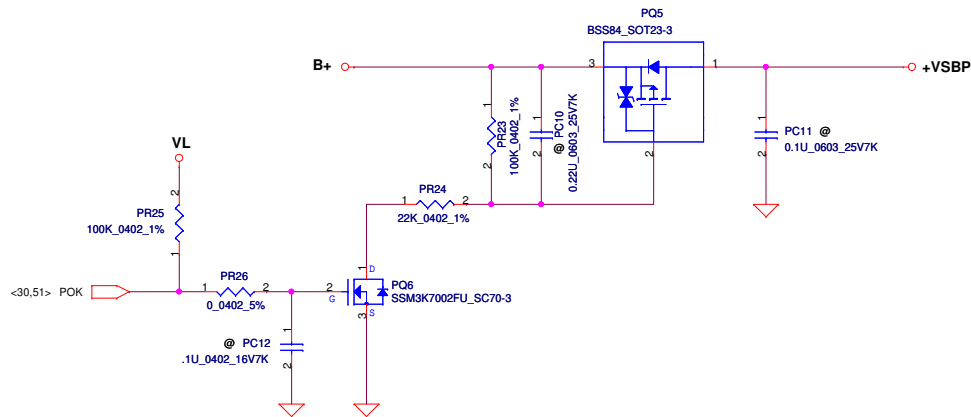 PQ5
BSS84_SOT23-3
B+
3
1
+VSBP
1
PR23
100K_0402_1%
2
1
@ PC10
0.22U_0603_25V7K
2
2
1
PC11 @
0.1U_0603_25V7K
2
VL
2
PR25
100K_0402_1%
1
1
PR24
2
22K_0402_1%
<30,51> POK
1
PR26
2
0_0402_5%
2
G
1
D
PQ6
SSM3K7002FU_SC70-3
S
3
1
@ PC12
.1U_0402_16V7K
2